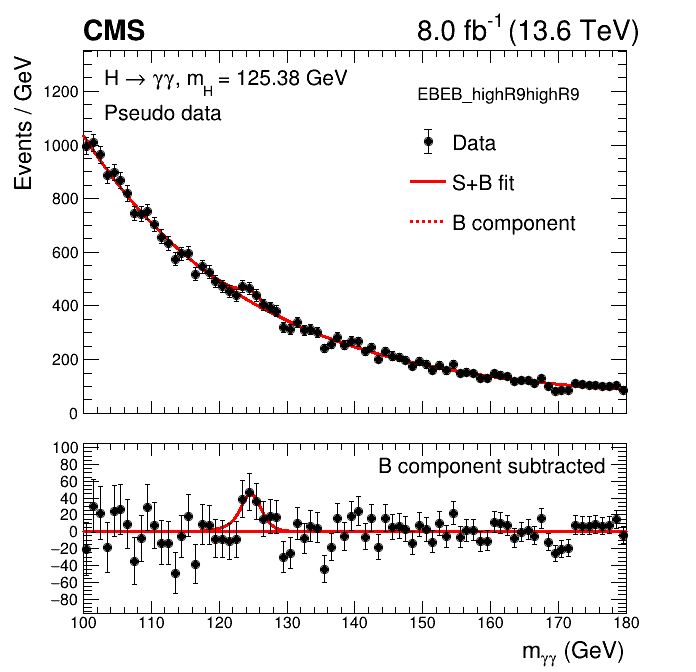 CMS
8.0 fb⁻¹ (13.6 TeV)
Events / GeV
H → γγ, m_H = 125.38 GeV
Pseudo data
EBEB_highR9highR9
Data
S+B fit
B component
1200
1000
800
600
400
200
0
B component subtracted
100
80
60
40
20
0
−20
−40
−60
−80
100 110 120 130 140 150 160 170 180
m_γγ (GeV)